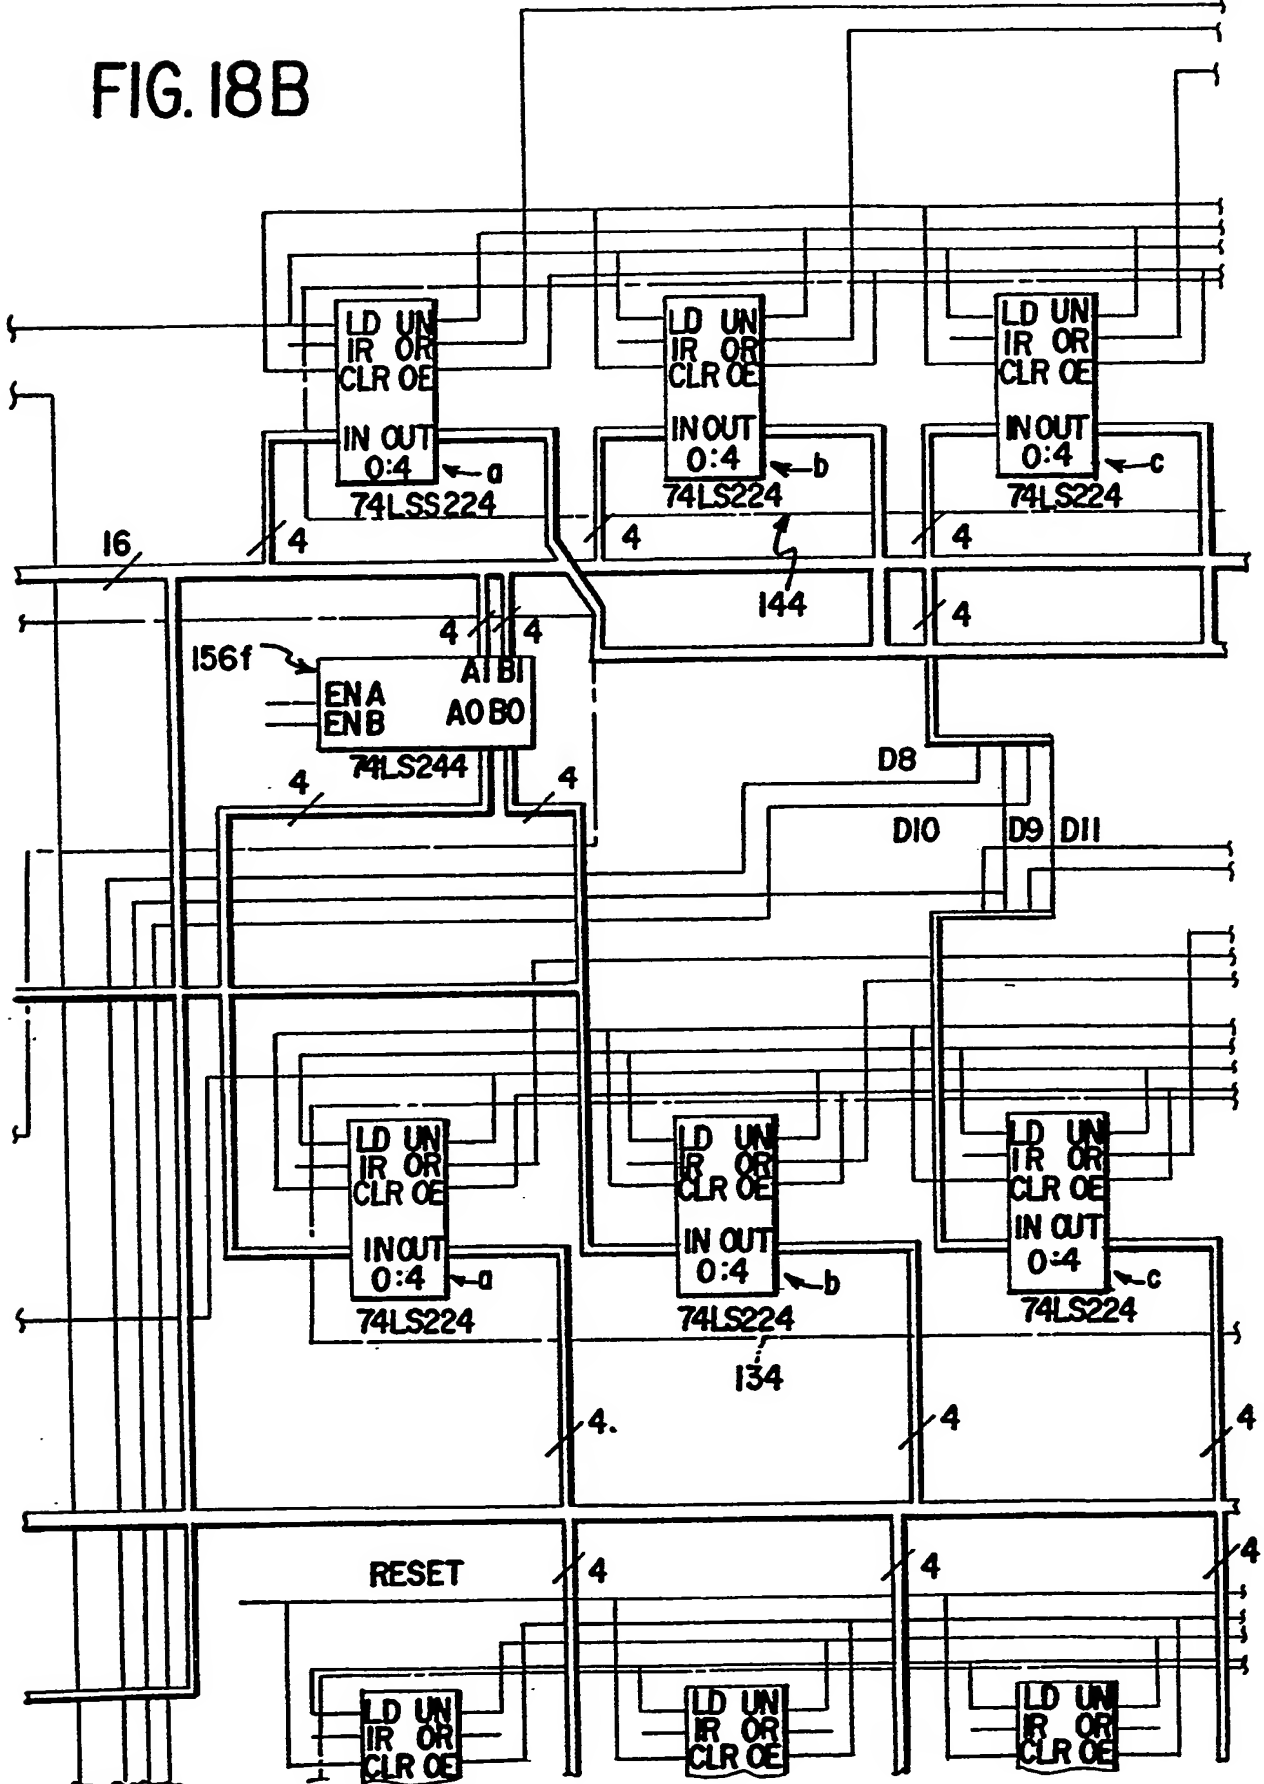 FIG. 18B
LD UN
IR OR
CLR OE
IN OUT
0:4
a
74LSS224
LD UN
IR OR
CLR OE
IN OUT
0:4
b
74LS224
LD UN
IR OR
CLR OE
IN OUT
0:4
c
74LS224
16
4
4
4
144
4
4
4
156f
AI BI
EN A
EN B
AO BO
74LS244
4
4
D8
D10
D9
D11
LD UN
IR OR
CLR OE
IN OUT
0:4
a
74LS224
LD UN
IR OR
CLR OE
IN OUT
0:4
b
74LS224
LD UN
IR OR
CLR OE
IN OUT
0:4
c
74LS224
134
4
4
4
RESET
4
4
4
LD UN
IR OR
CLR OE
LD UN
IR OR
CLR OE
LD UN
IR OR
CLR OE